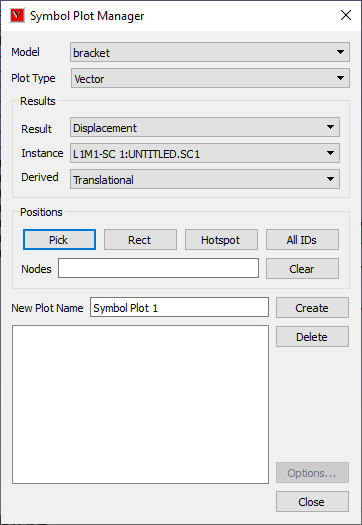 Symbol Plot Manager
Model bracket
Plot Type Vector
Results
Result Displacement
Instance L1M1-SC 1:UNTITLED.SC1
Derived Translational
Positions
Pick Rect Hotspot All IDs
Nodes Clear
New Plot Name Symbol Plot 1 Create
Delete
Options...
Close